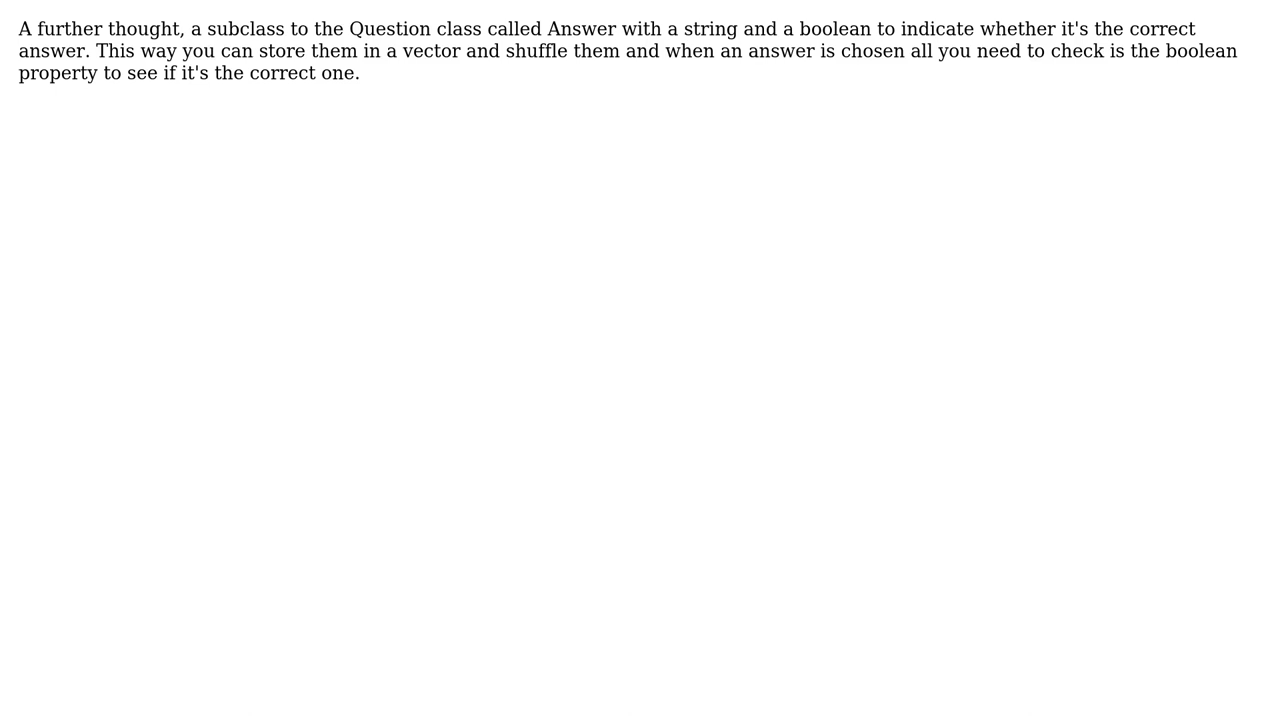 A further thought, a subclass to the Question class called Answer with a string and a boolean to indicate whether it's the correct
answer. This way you can store them in a vector and shuffle them and when an answer is chosen all you need to check is the boolean
property to see if it's the correct one.